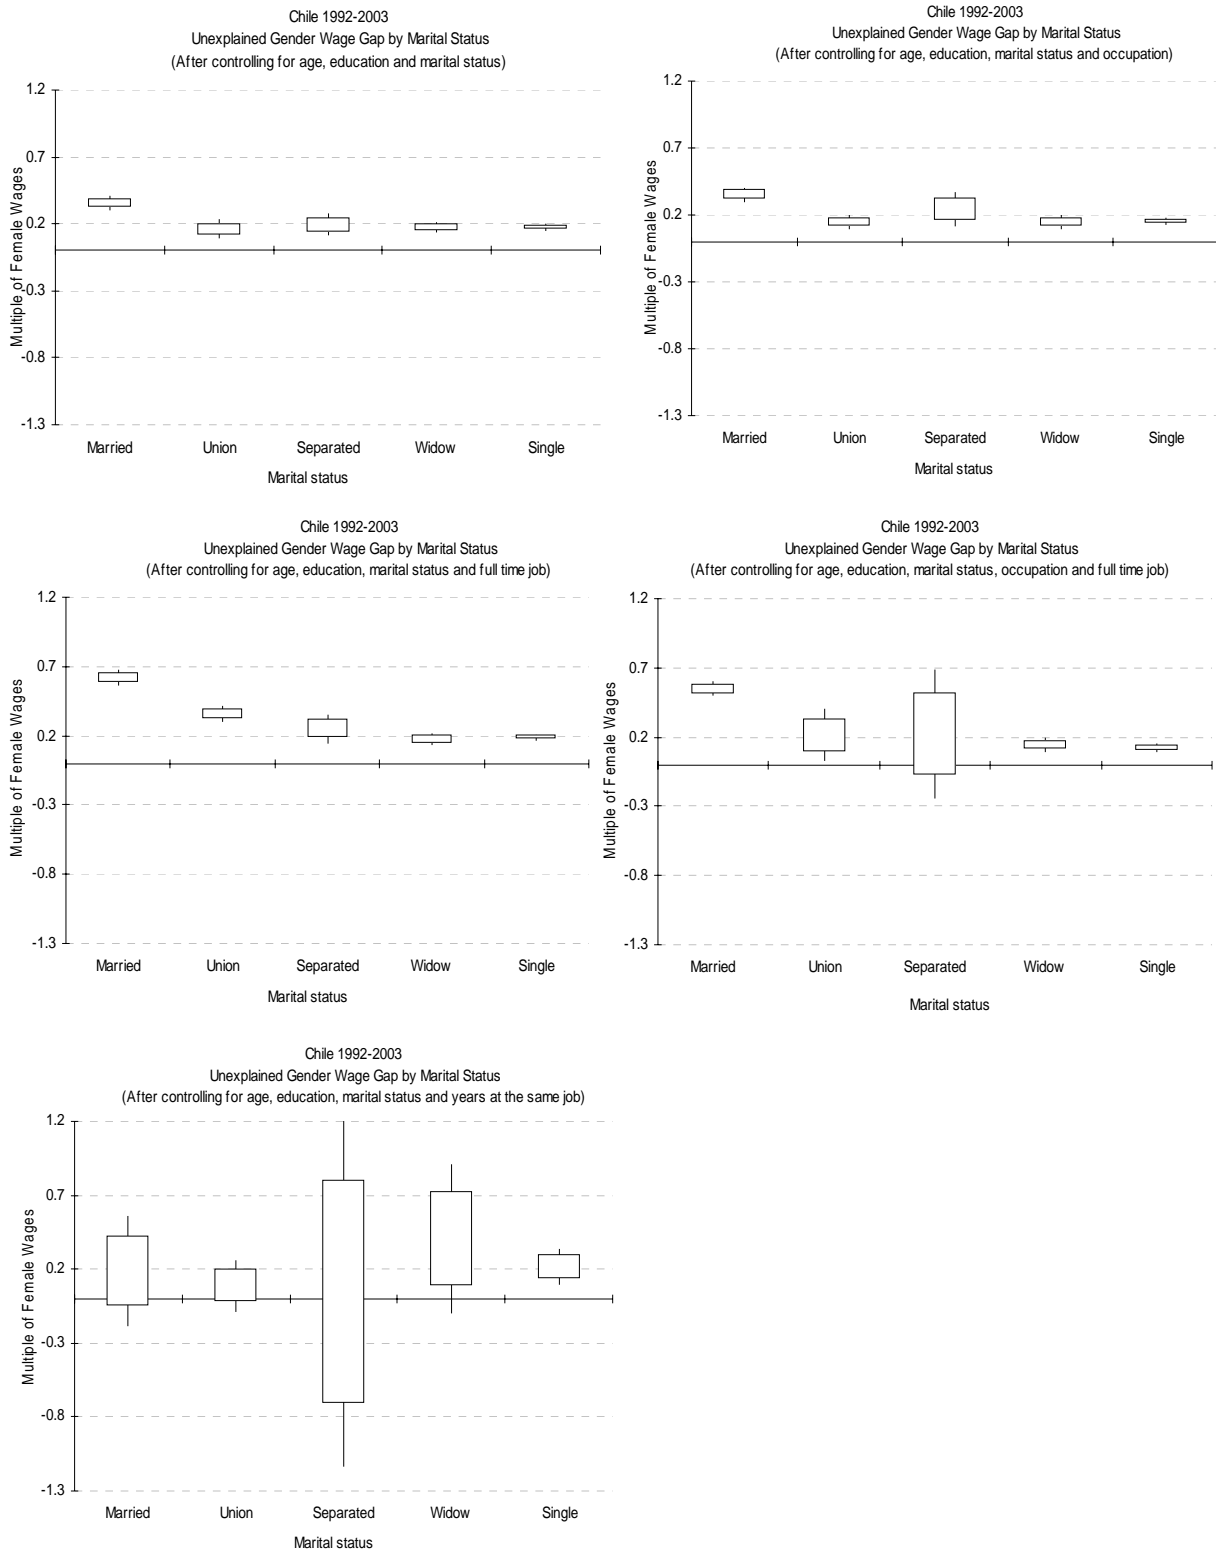 Chile 1992-2003
Unexplained Gender Wage Gap by Marital Status
(After controlling for age, education and marital status)
1.2
0.7
0.2
-0.3
-0.8
-1.3
Multiple of Female Wages
Married Union Separated Widow Single
Marital status
Chile 1992-2003
Unexplained Gender Wage Gap by Marital Status
(After controlling for age, education, marital status and occupation)
1.2
0.7
0.2
-0.3
-0.8
-1.3
Multiple of Female Wages
Married Union Separated Widow Single
Marital status
Chile 1992-2003
Unexplained Gender Wage Gap by Marital Status
(After controlling for age, education, marital status and full time job)
1.2
0.7
0.2
-0.3
-0.8
-1.3
Multiple of Female Wages
Married Union Separated Widow Single
Marital status
Chile 1992-2003
Unexplained Gender Wage Gap by Marital Status
(After controlling for age, education, marital status, occupation and full time job)
1.2
0.7
0.2
-0.3
-0.8
-1.3
Multiple of Female Wages
Married Union Separated Widow Single
Marital status
Chile 1992-2003
Unexplained Gender Wage Gap by Marital Status
(After controlling for age, education, marital status and years at the same job)
1.2
0.7
0.2
-0.3
-0.8
-1.3
Multiple of Female Wages
Married Union Separated Widow Single
Marital status